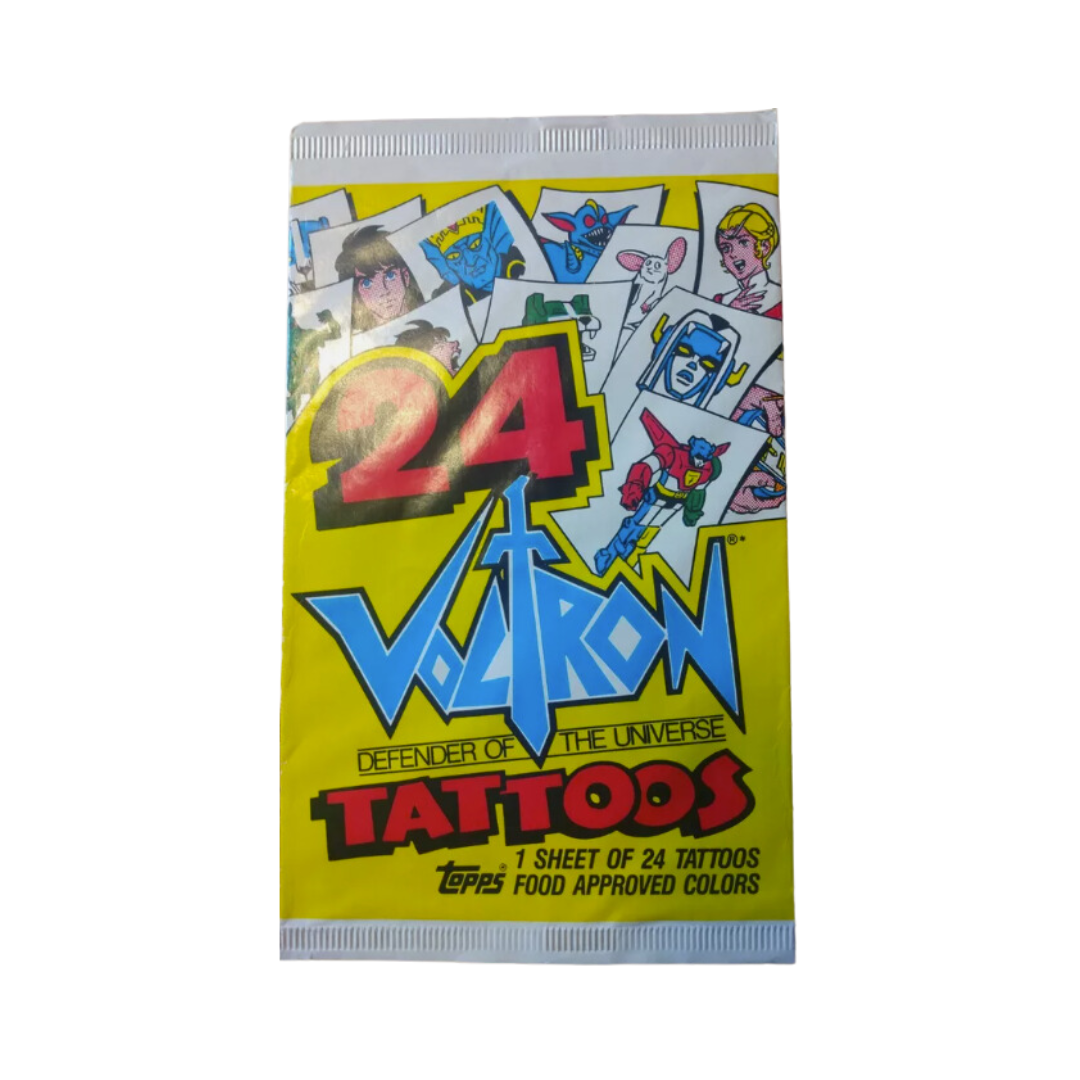 24
VOLTRON®*
DEFENDER OF THE UNIVERSE
TATTOOS
1 SHEET OF 24 TATTOOS
topps® FOOD APPROVED COLORS